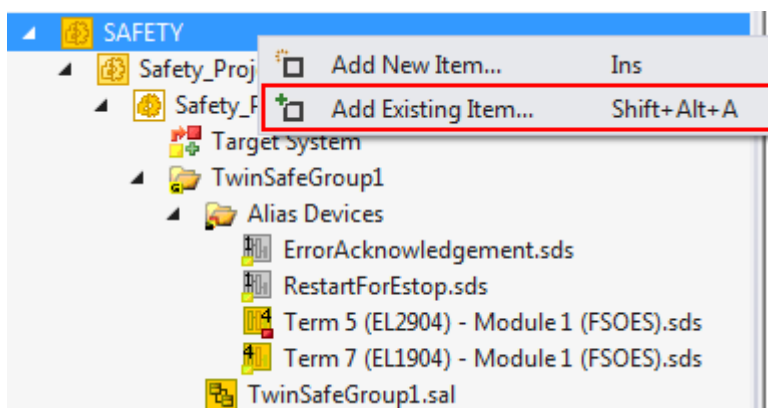 SAFETY
Safety_Proj
Add New Item... Ins
Safety_P
Add Existing Item... Shift+Alt+A
Target System
TwinSafeGroup1
Alias Devices
ErrorAcknowledgement.sds
RestartForEstop.sds
Term 5 (EL2904) - Module 1 (FSOES).sds
Term 7 (EL1904) - Module 1 (FSOES).sds
TwinSafeGroup1.sal